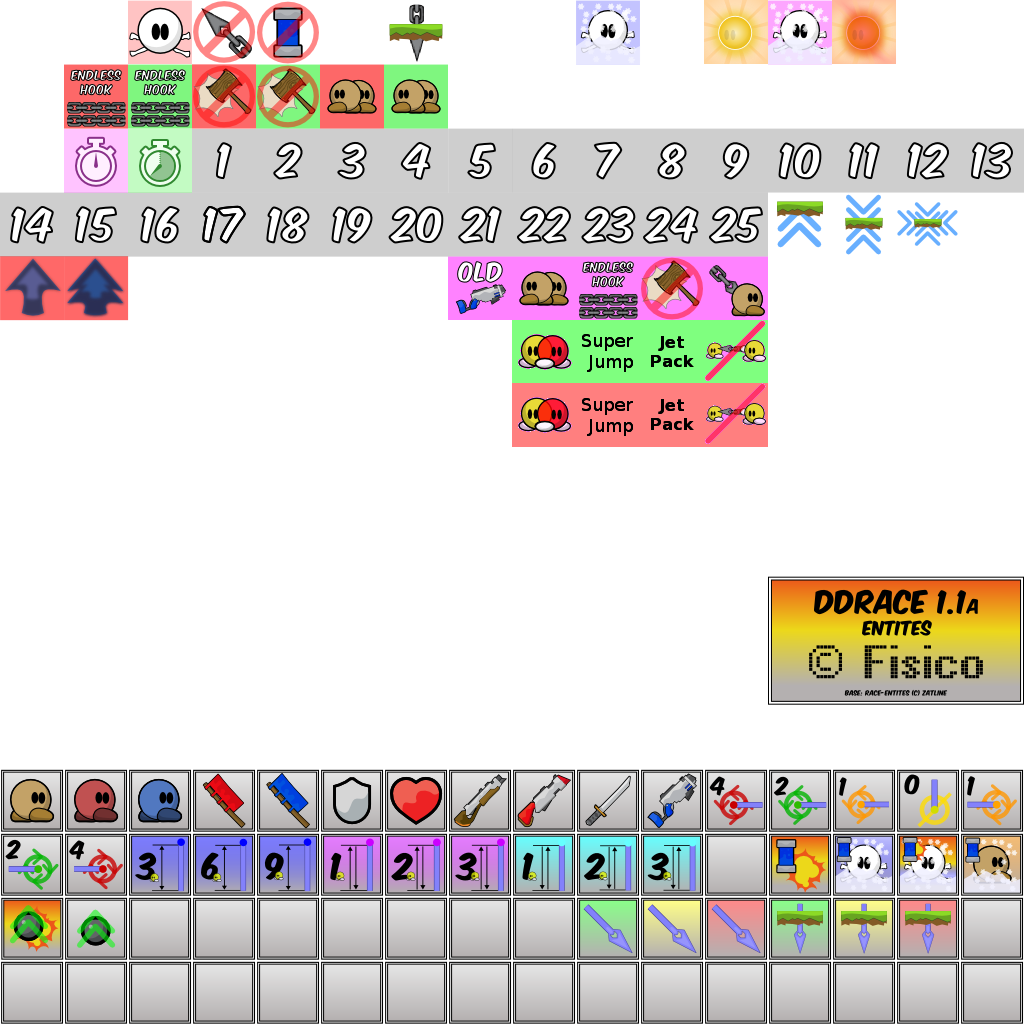 ENDLESS HOOK
ENDLESS HOOK
1 2 3 4 5 6 7 8 9 10 11 12 13
14 15 16 17 18 19 20 21 22 23 24 25
OLD
ENDLESS HOOK
Super Jump
Jet Pack
Super Jump
Jet Pack
DDRACE 1.1A
ENTITES
© Fisico
BASE: RACE-ENTITES (C) ZATLINE
4 2 1 0 1
2 4 3 6 9 1 2 3 1 2 3